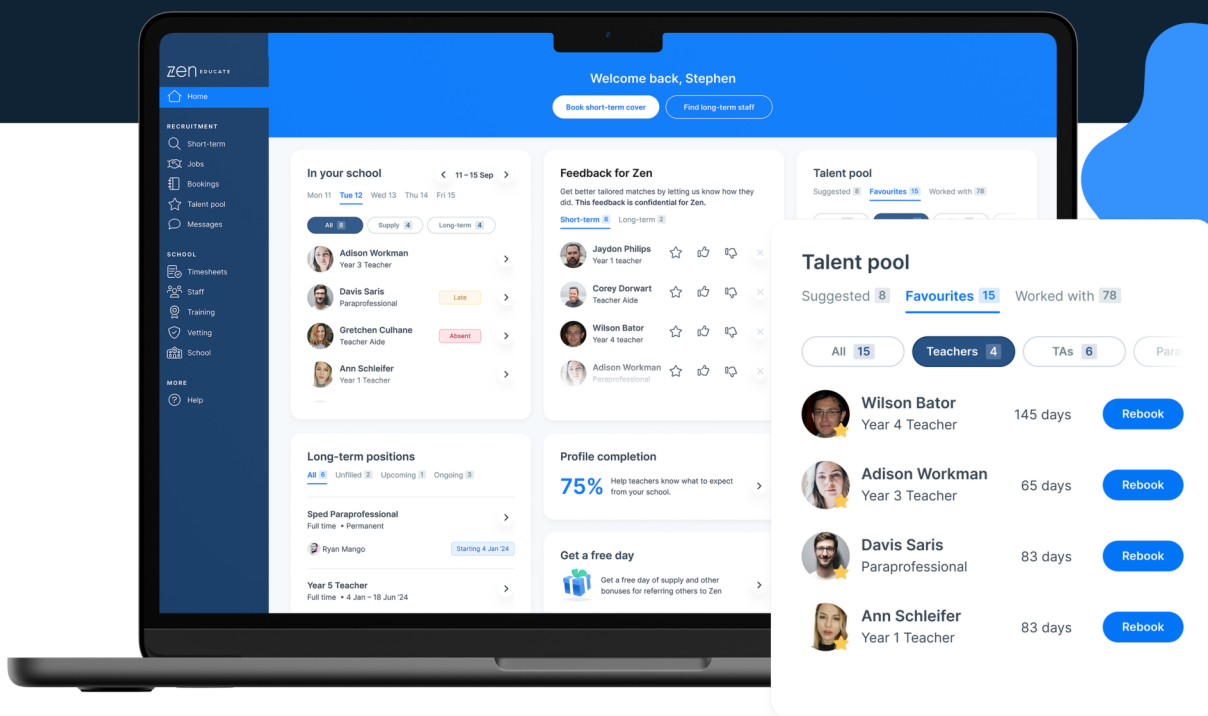 zen EDUCATE
Home
RECRUITMENT
Short-term
Jobs
Bookings
Talent pool
Messages
SCHOOL
Timesheets
Staff
Training
Vetting
School
MORE
Help
Welcome back, Stephen
Book short-term cover
Find long-term staff
In your school
11 – 15 Sep
Mon 11 Tue 12 Wed 13 Thu 14 Fri 15
All 8 Supply 4 Long-term 4
Adison Workman
Year 3 Teacher
Davis Saris
Paraprofessional
Late
Gretchen Culhane
Teacher Aide
Absent
Ann Schleifer
Year 1 Teacher
Feedback for Zen
Get better tailored matches by letting us know how they
did. This feedback is confidential for Zen.
Short-term 8 Long-term 2
Jaydon Philips
Year 1 teacher
Corey Dorwart
Teacher Aide
Wilson Bator
Year 4 teacher
Adison Workman
Paraprofessional
Talent pool
Suggested 8 Favourites 15 Worked with 78
Long-term positions
All 6 Unfilled 2 Upcoming 1 Ongoing 3
Sped Paraprofessional
Full time • Permanent
Ryan Mango
Starting 4 Jan '24
Year 5 Teacher
Full time • 4 Jan – 18 Jun '24
Profile completion
75%
Help teachers know what to expect
from your school.
Get a free day
Get a free day of supply and other
bonuses for referring others to Zen
Talent pool
Suggested 8 Favourites 15 Worked with 78
All 15 Teachers 4 TAs 6 Para
Wilson Bator
Year 4 Teacher
145 days
Rebook
Adison Workman
Year 3 Teacher
65 days
Rebook
Davis Saris
Paraprofessional
83 days
Rebook
Ann Schleifer
Year 1 Teacher
83 days
Rebook